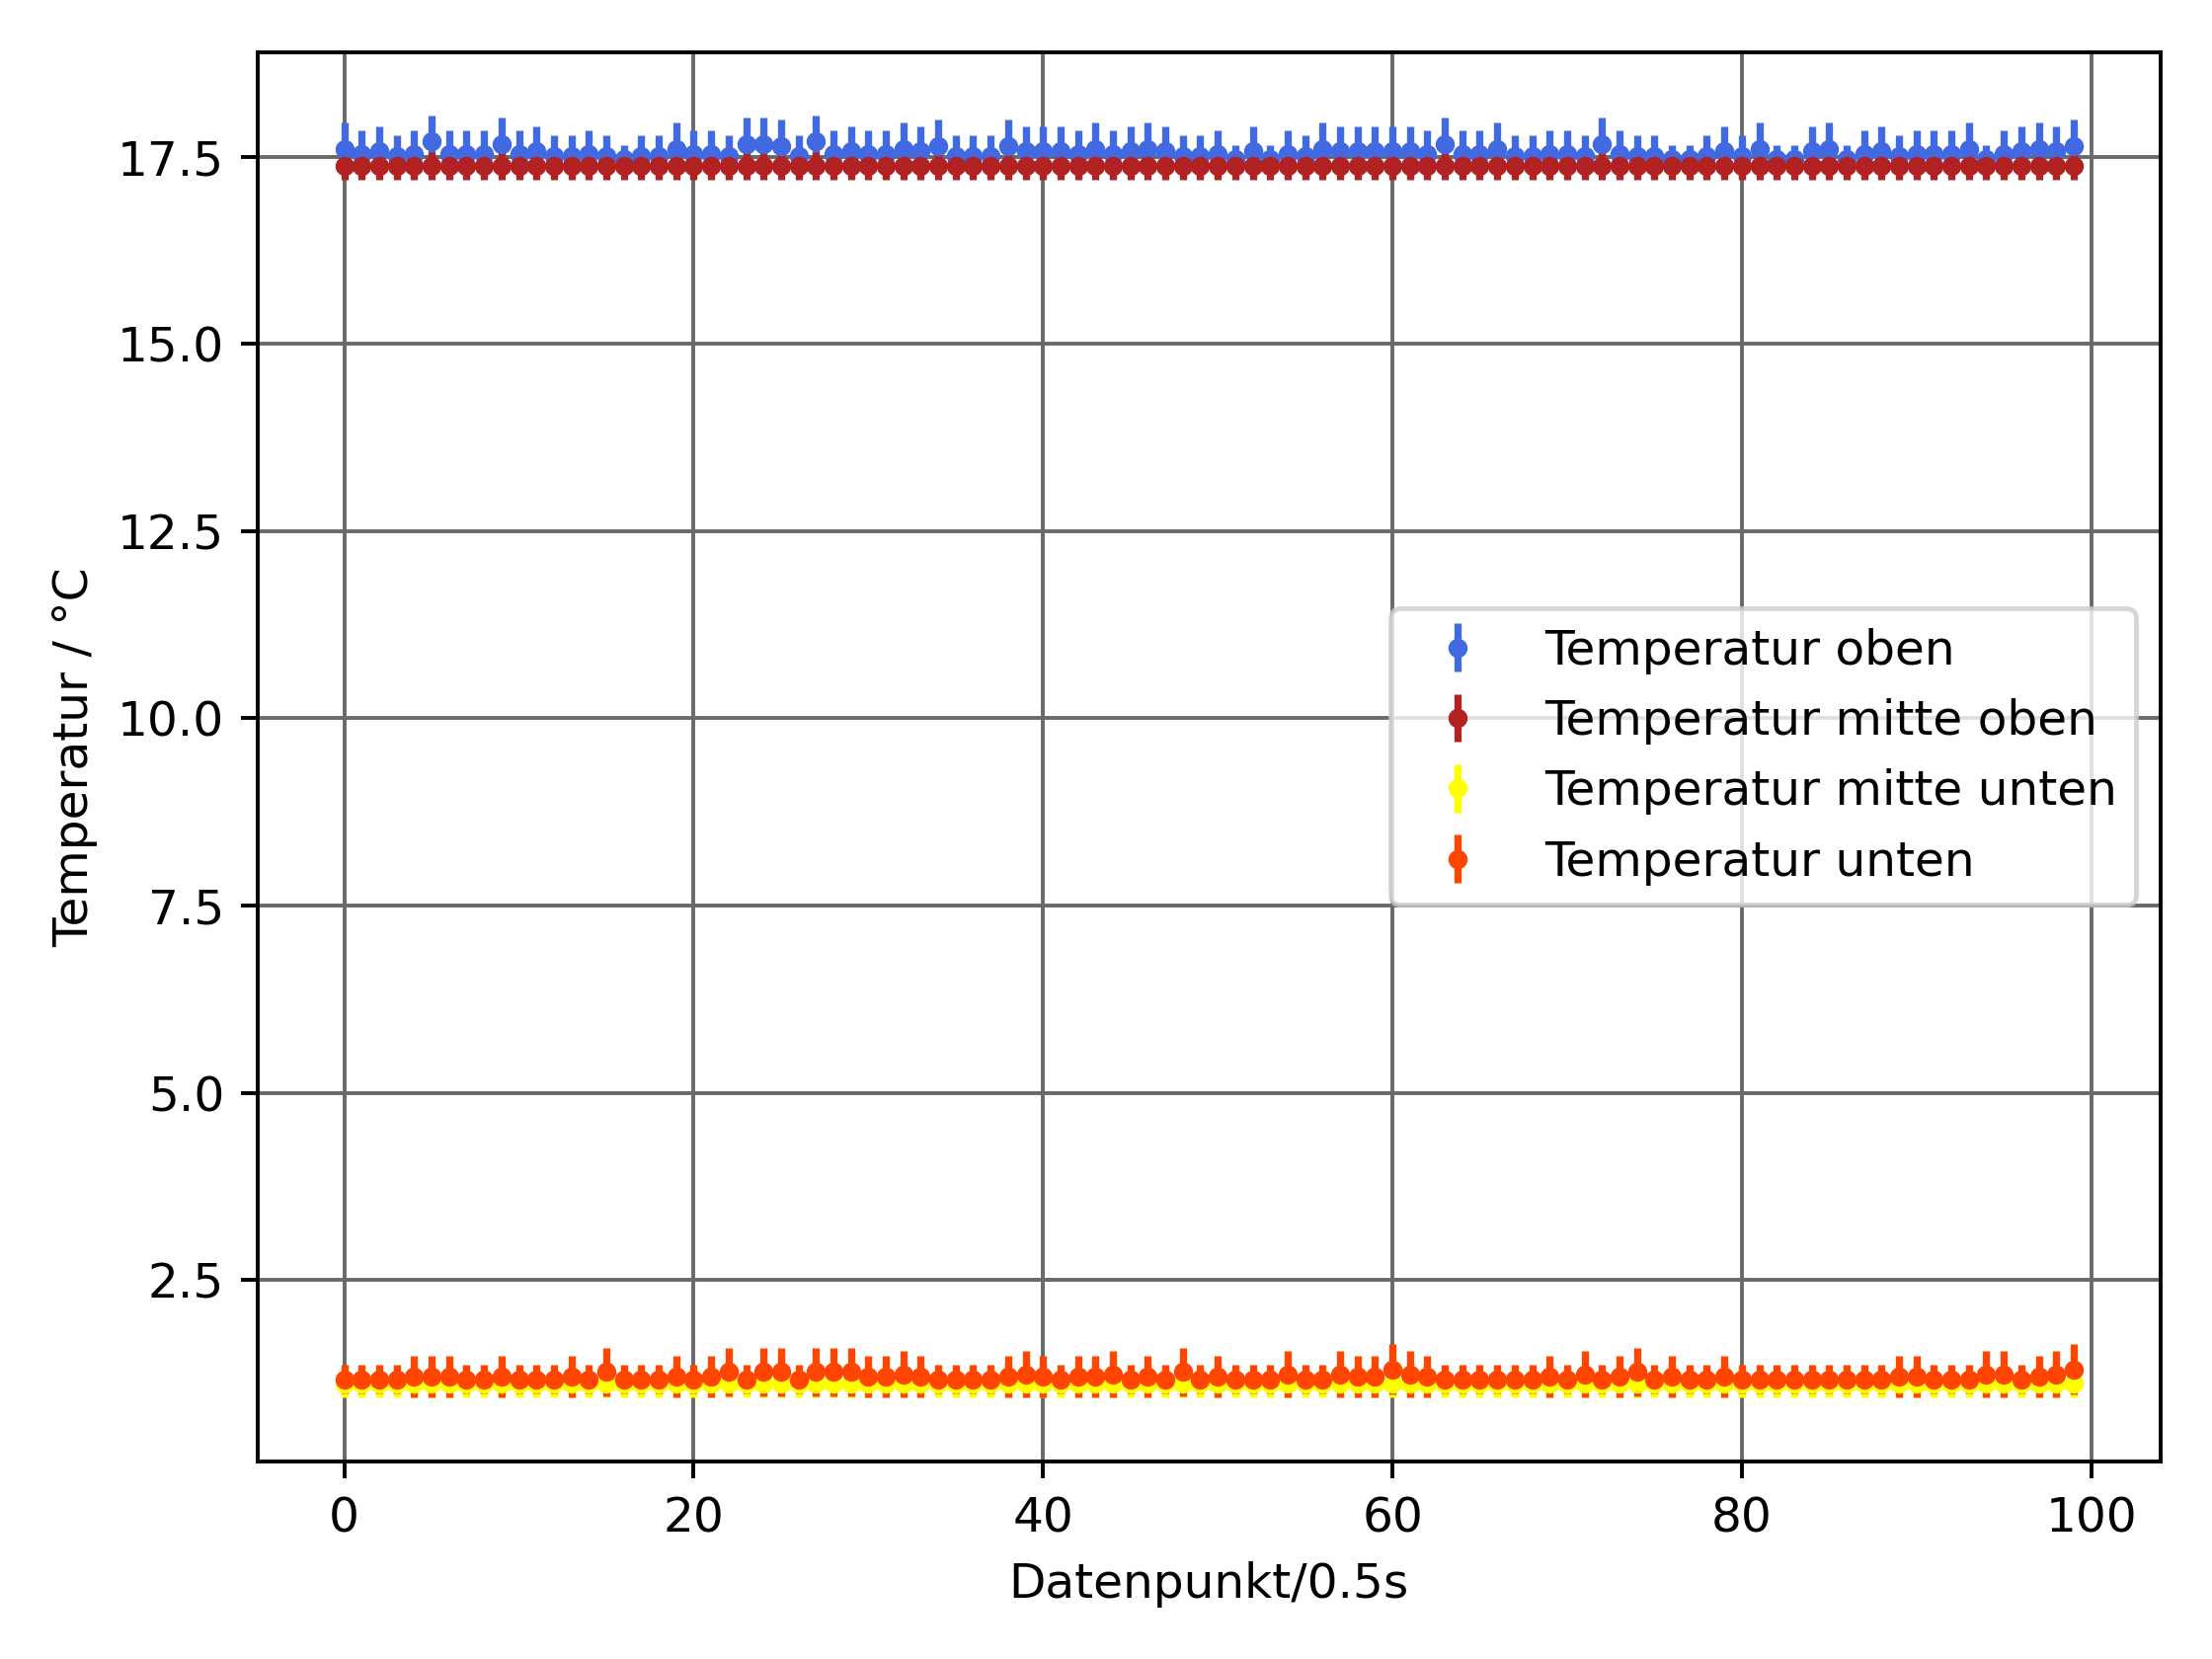 17.5
15.0
12.5
10.0
7.5
5.0
2.5
Temperatur / °C
Temperatur oben
Temperatur mitte oben
Temperatur mitte unten
Temperatur unten
0 20 40 60 80 100
Datenpunkt/0.5s